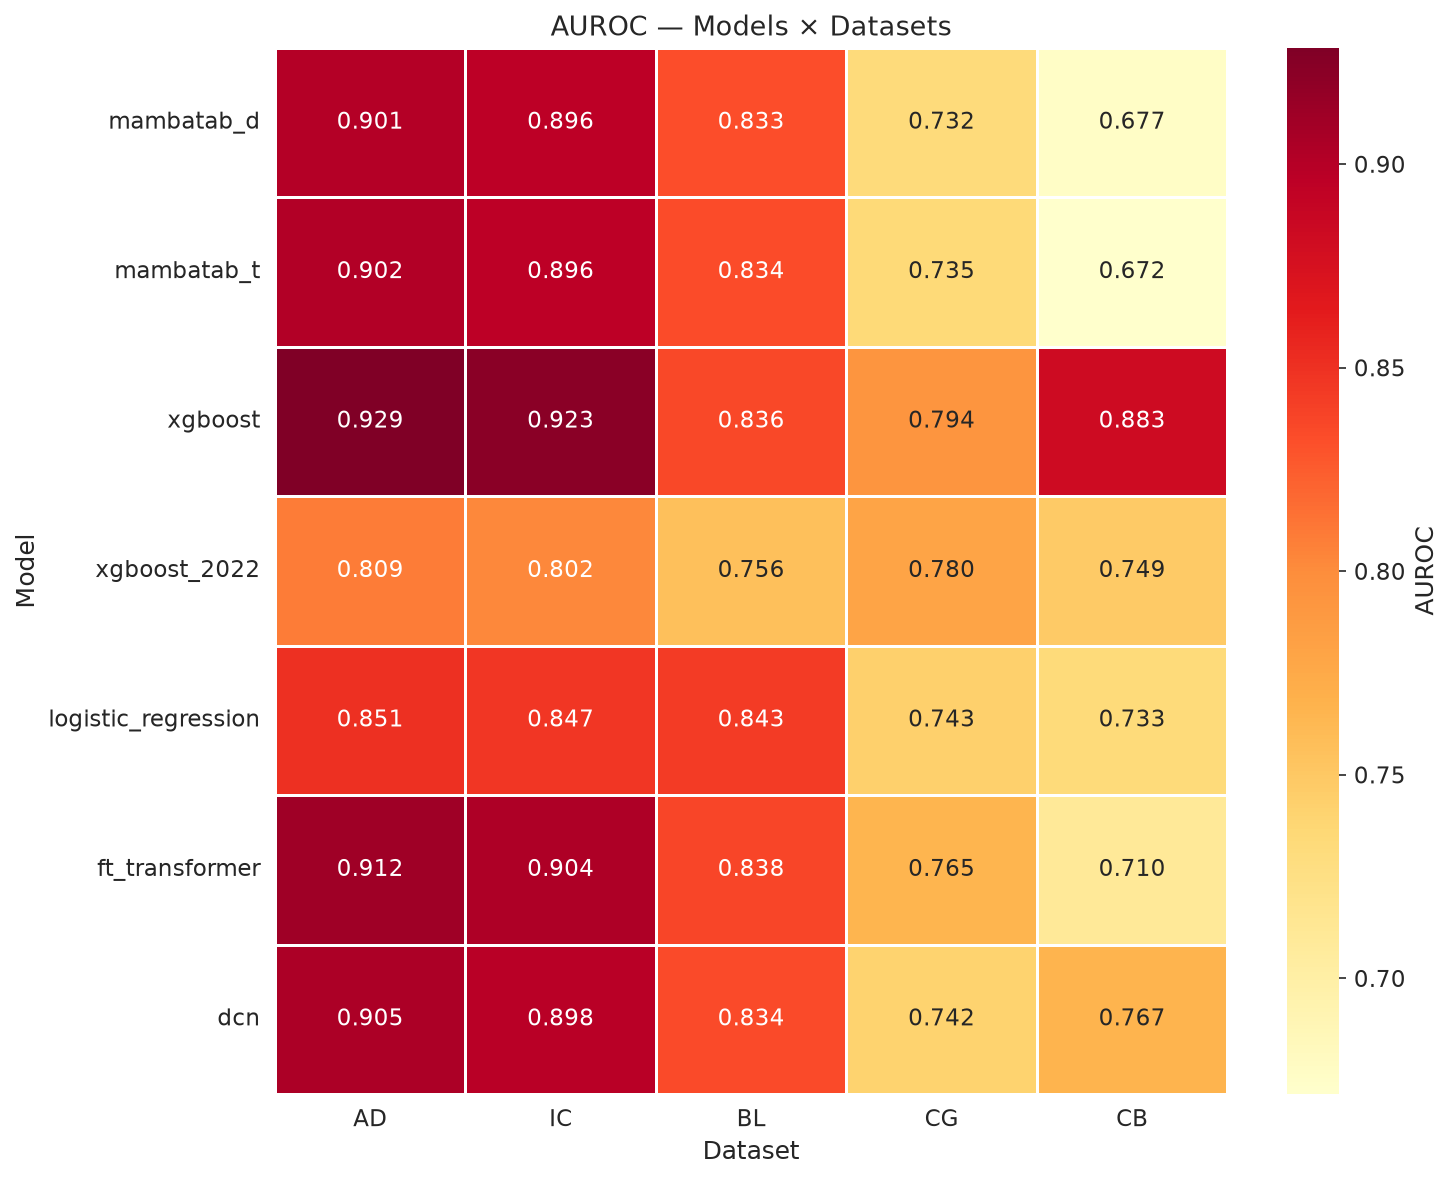 AUROC — Models × Datasets
mambatab_d 0.901 0.896 0.833 0.732 0.677
mambatab_t 0.902 0.896 0.834 0.735 0.672
xgboost 0.929 0.923 0.836 0.794 0.883
xgboost_2022 0.809 0.802 0.756 0.780 0.749
logistic_regression 0.851 0.847 0.843 0.743 0.733
ft_transformer 0.912 0.904 0.838 0.765 0.710
dcn 0.905 0.898 0.834 0.742 0.767
AD IC BL CG CB
Dataset
Model
0.90
0.85
0.80
0.75
0.70
AUROC